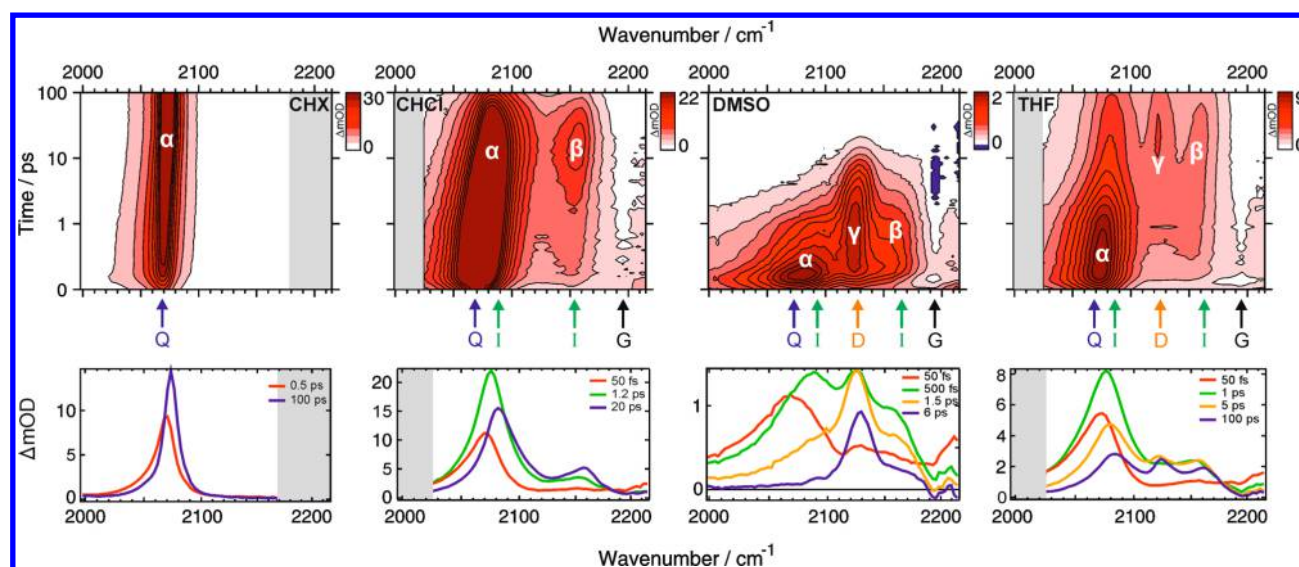 Wavenumber / cm-1
2000 2100 2200 2000 2100 2200 2000 2100 2200 2000 2100 2200
Time / ps
100
10
1
0
CHX
α
30
0
ΔmOD
CHCl3
α
β
22
0
ΔmOD
DMSO
α
γ
β
2
0
ΔmOD
THF
α
γ
β
9
ΔmOD
Q Q I I G Q I D I G Q I D I G
ΔmOD
10
5
0
0.5 ps
100 ps
20
15
10
5
0
50 fs
1.2 ps
20 ps
1
0
50 fs
500 fs
1.5 ps
6 ps
8
6
4
2
0
50 fs
1 ps
5 ps
100 ps
2000 2100 2200 2000 2100 2200 2000 2100 2200 2000 2100 2200
Wavenumber / cm-1